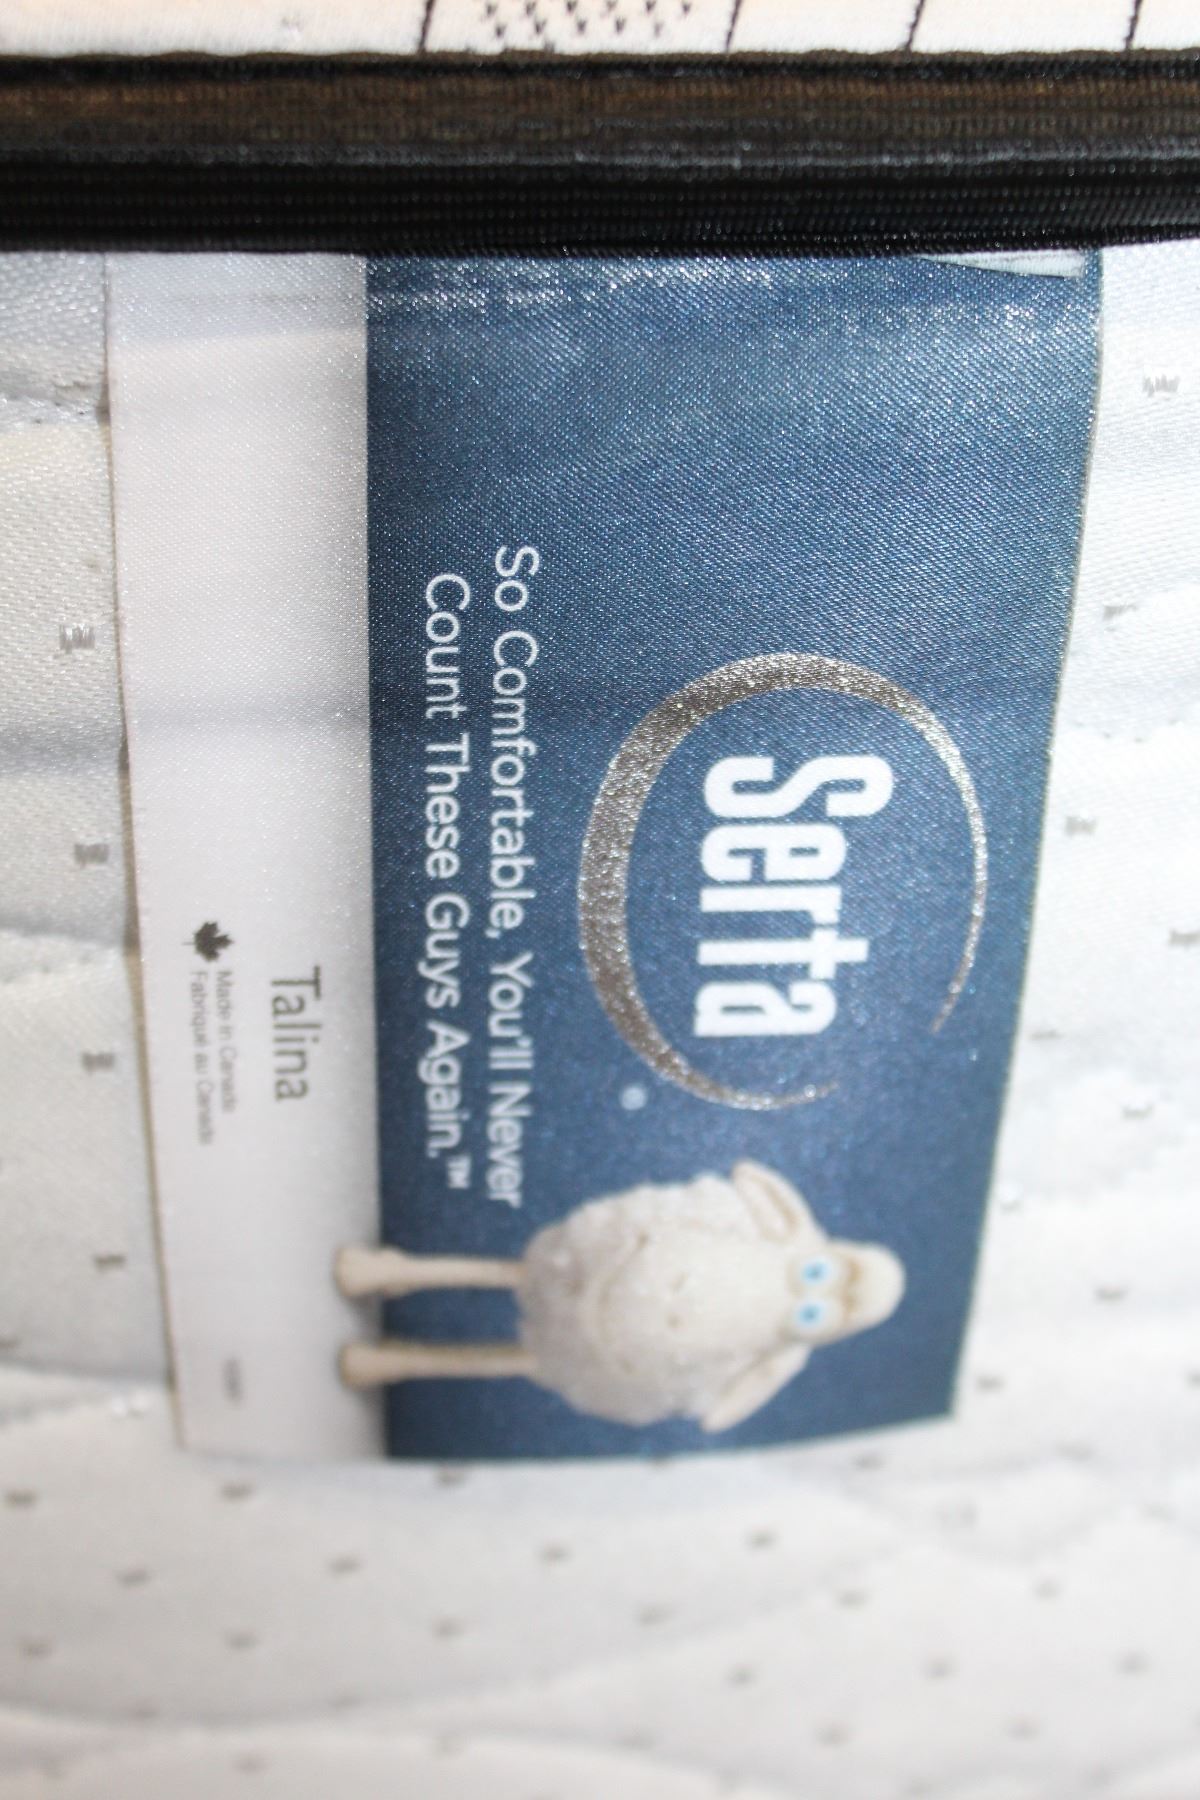 Serta
So Comfortable, You'll Never
Count These Guys Again.™
Talina
Made in Canada
Fabriqué au Canada